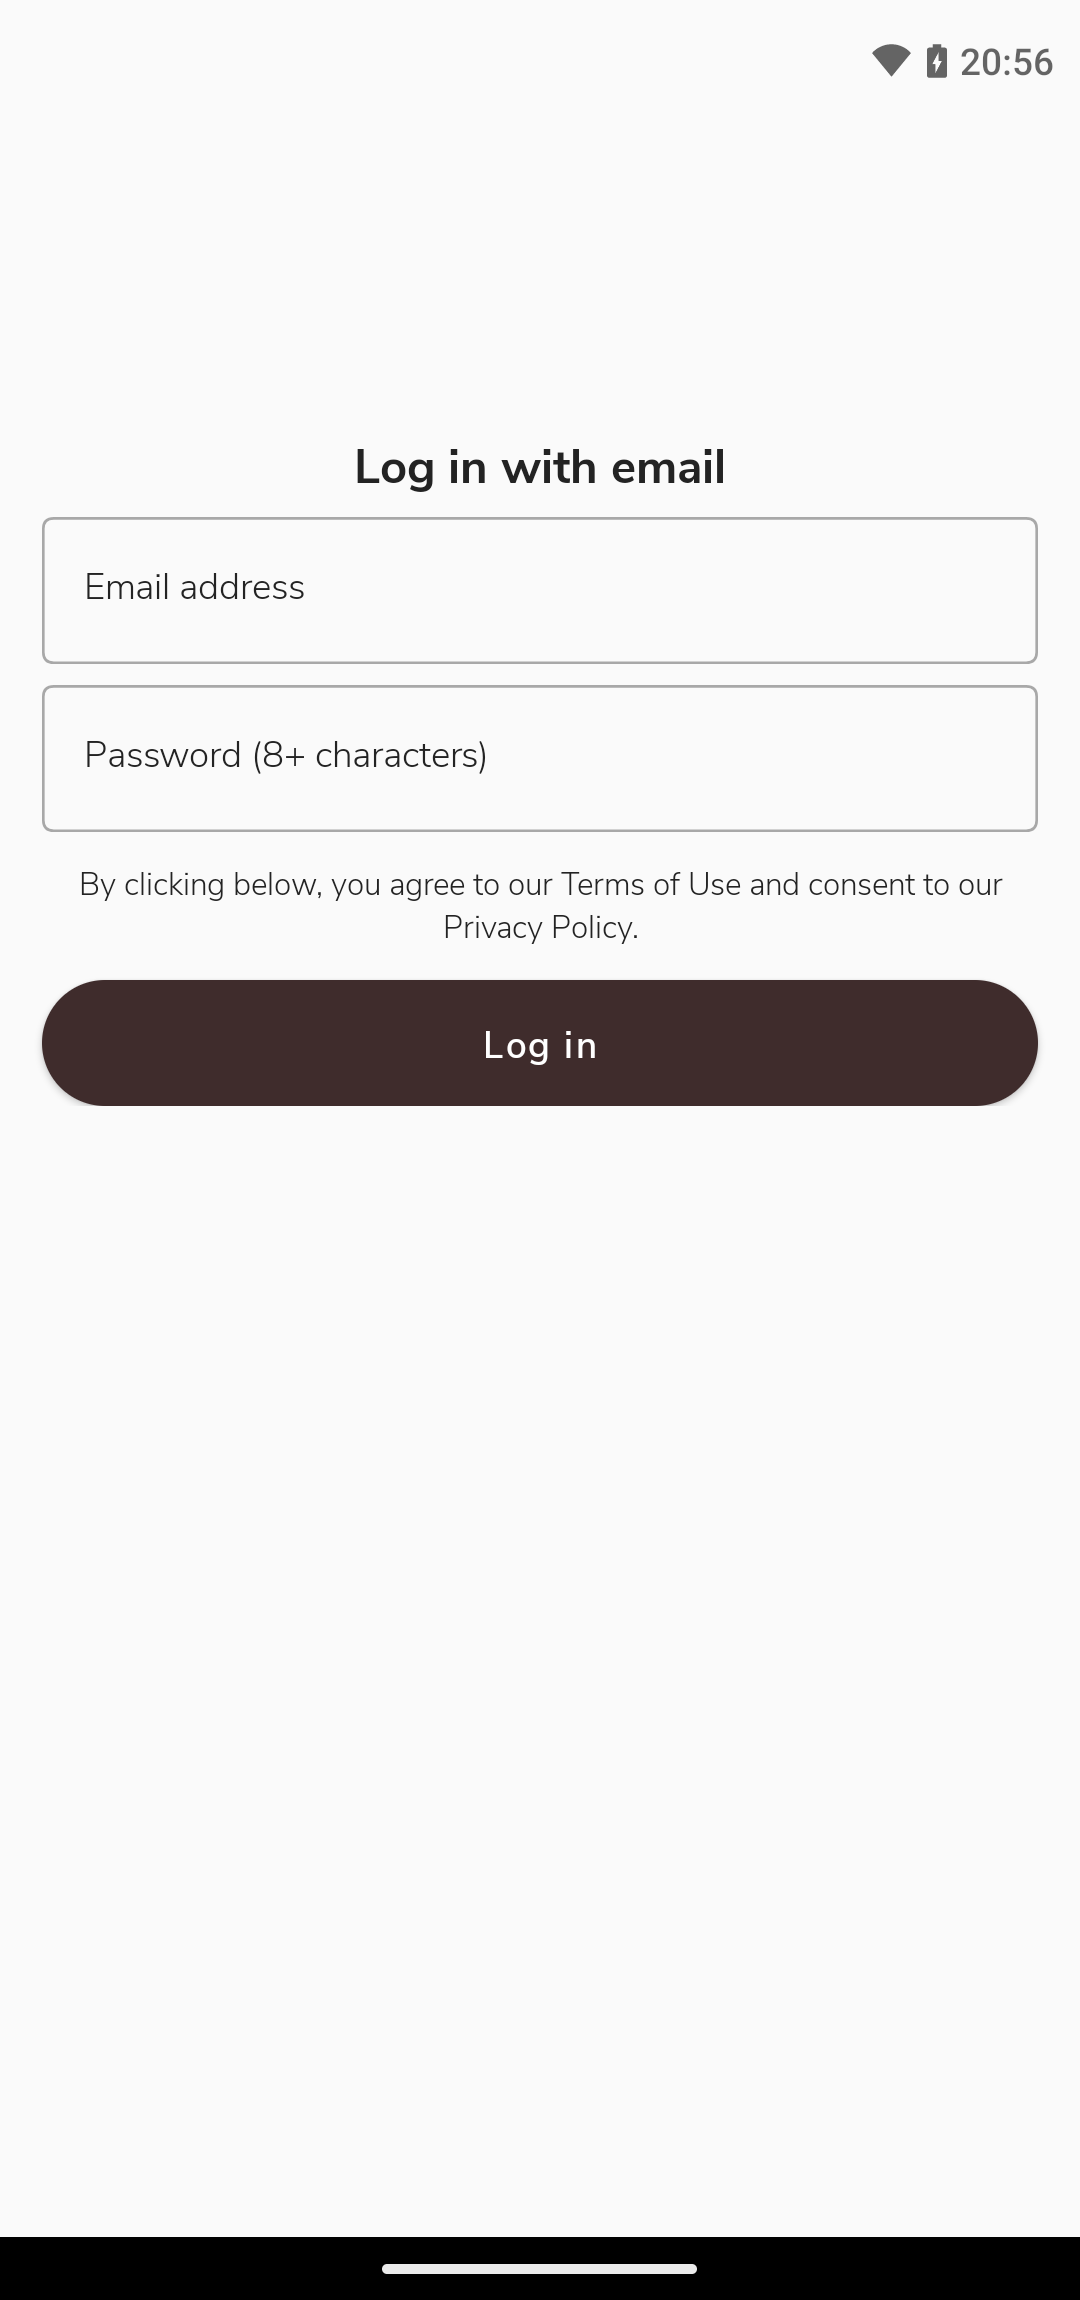 20:56
Log in with email
Email address
Password (8+ characters)
By clicking below, you agree to our Terms of Use and consent to our
Privacy Policy.
Log in